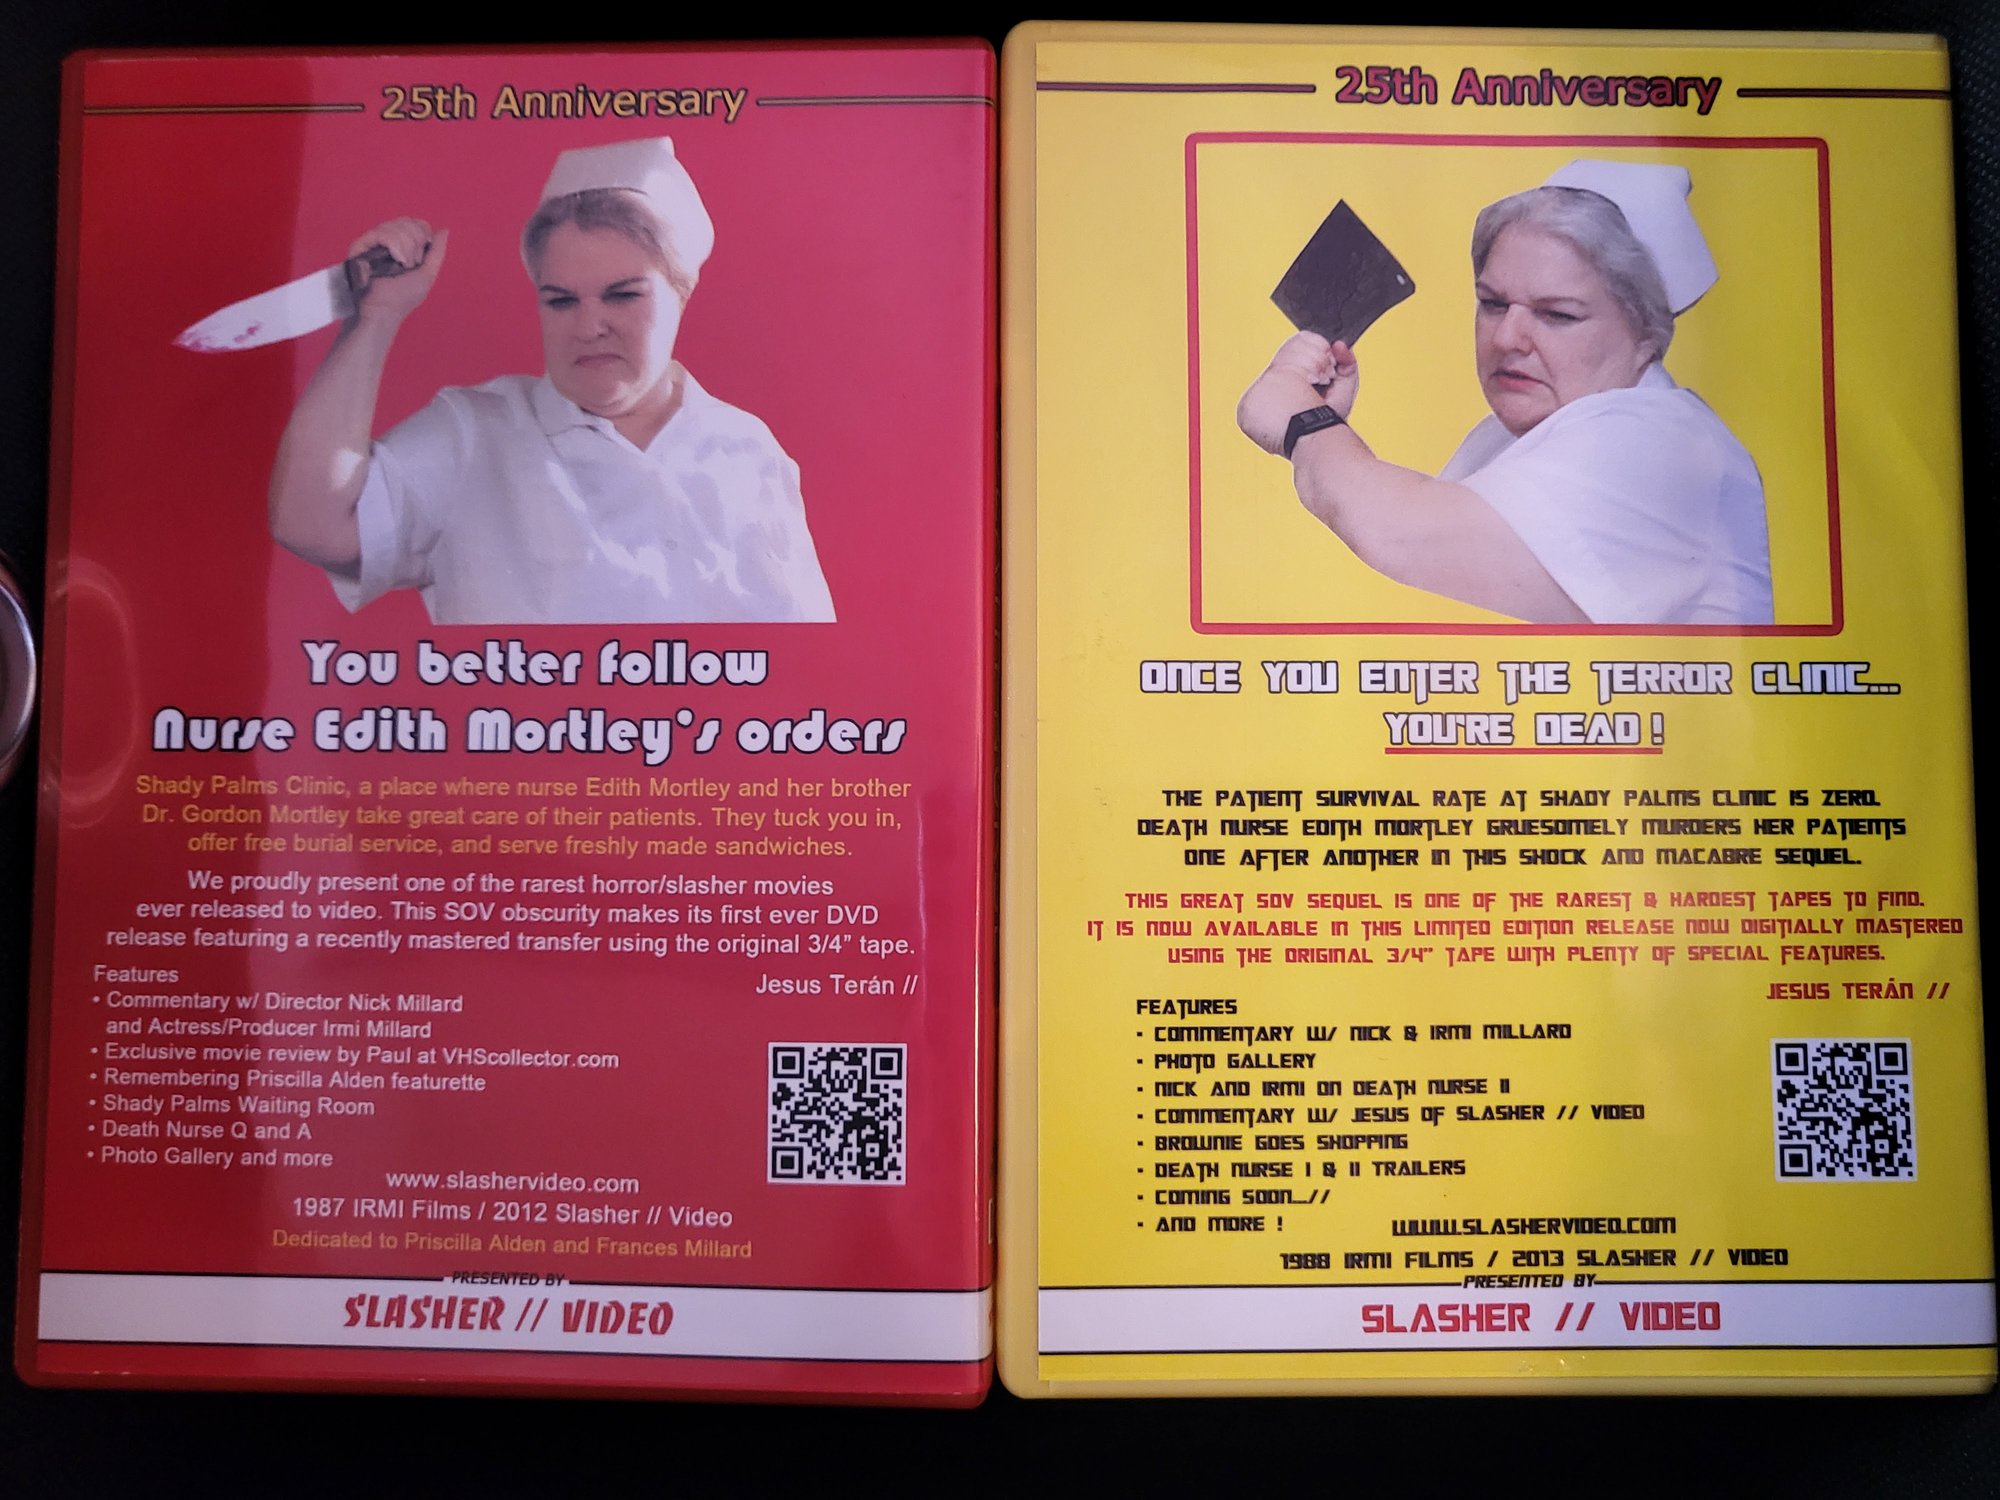 25th Anniversary
You better follow
Nurse Edith Mortley's orders
Shady Palms Clinic, a place where nurse Edith Mortley and her brother
Dr. Gordon Mortley take great care of their patients. They tuck you in,
offer free burial service, and serve freshly made sandwiches.
We proudly present one of the rarest horror/slasher movies
ever released to video. This SOV obscurity makes its first ever DVD
release featuring a recently mastered transfer using the original 3/4" tape.
Jesus Terán //
Features
• Commentary w/ Director Nick Millard
and Actress/Producer Irmi Millard
• Exclusive movie review by Paul at VHScollector.com
• Remembering Priscilla Alden featurette
• Shady Palms Waiting Room
• Death Nurse Q and A
• Photo Gallery and more
www.slashervideo.com
1987 IRMI Films / 2012 Slasher // Video
Dedicated to Priscilla Alden and Frances Millard
PRESENTED BY
SLASHER // VIDEO
25th Anniversary
ONCE YOU ENTER THE TERROR CLINIC...
YOU'RE DEAD!
THE PATIENT SURVIVAL RATE AT SHADY PALMS CLINIC IS ZERO.
DEATH NURSE EDITH MORTLEY GRUESOMELY MURDERS HER PATIENTS
ONE AFTER ANOTHER IN THIS SHOCK AND MACABRE SEQUEL.
THIS GREAT SOV SEQUEL IS ONE OF THE RAREST & HARDEST TAPES TO FIND.
IT IS NOW AVAILABLE IN THIS LIMITED EDITION RELEASE NOW DIGITIALLY MASTERED
USING THE ORIGINAL 3/4" TAPE WITH PLENTY OF SPECIAL FEATURES.
JESUS TERÁN //
FEATURES
• COMMENTARY W/ NICK & IRMI MILLARD
• PHOTO GALLERY
• NICK AND IRMI ON DEATH NURSE II
• COMMENTARY W/ JESUS OF SLASHER // VIDEO
• BROWNIE GOES SHOPPING
• DEATH NURSE I & II TRAILERS
• COMING SOON...//
• AND MORE !
WWW.SLASHERVIDEO.COM
1988 IRMI FILMS / 2013 SLASHER // VIDEO
PRESENTED BY
SLASHER // VIDEO